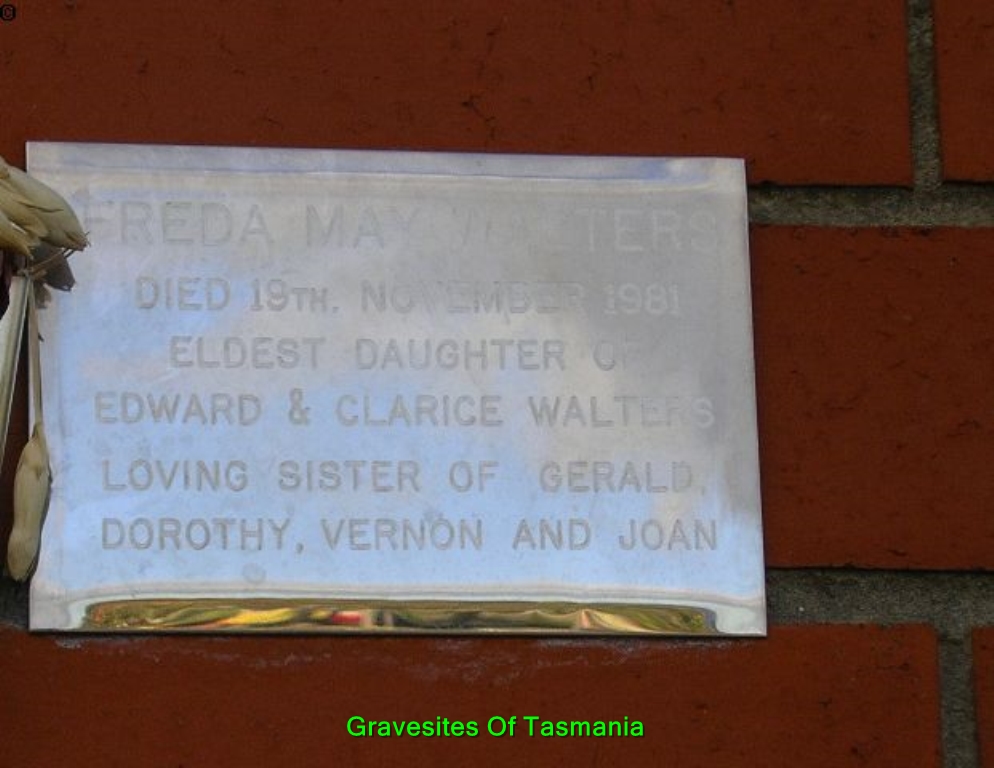 FREDA MAY WALTERS
DIED 19TH. NOVEMBER 1981
ELDEST DAUGHTER OF
EDWARD & CLARICE WALTERS
LOVING SISTER OF GERALD,
DOROTHY, VERNON AND JOAN
Gravesites Of Tasmania